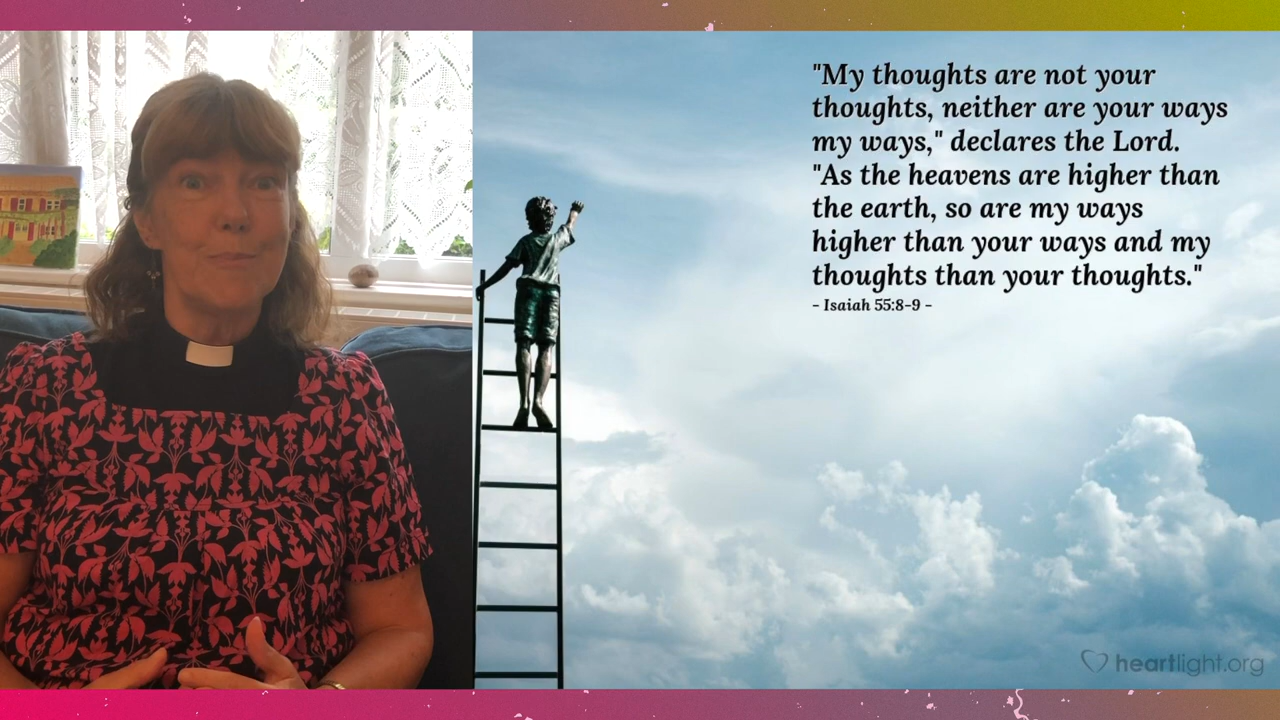 "My thoughts are not your
thoughts, neither are your ways
my ways," declares the Lord.
"As the heavens are higher than
the earth, so are my ways
higher than your ways and my
thoughts than your thoughts."
- Isaiah 55:8-9 -
heartlight.org